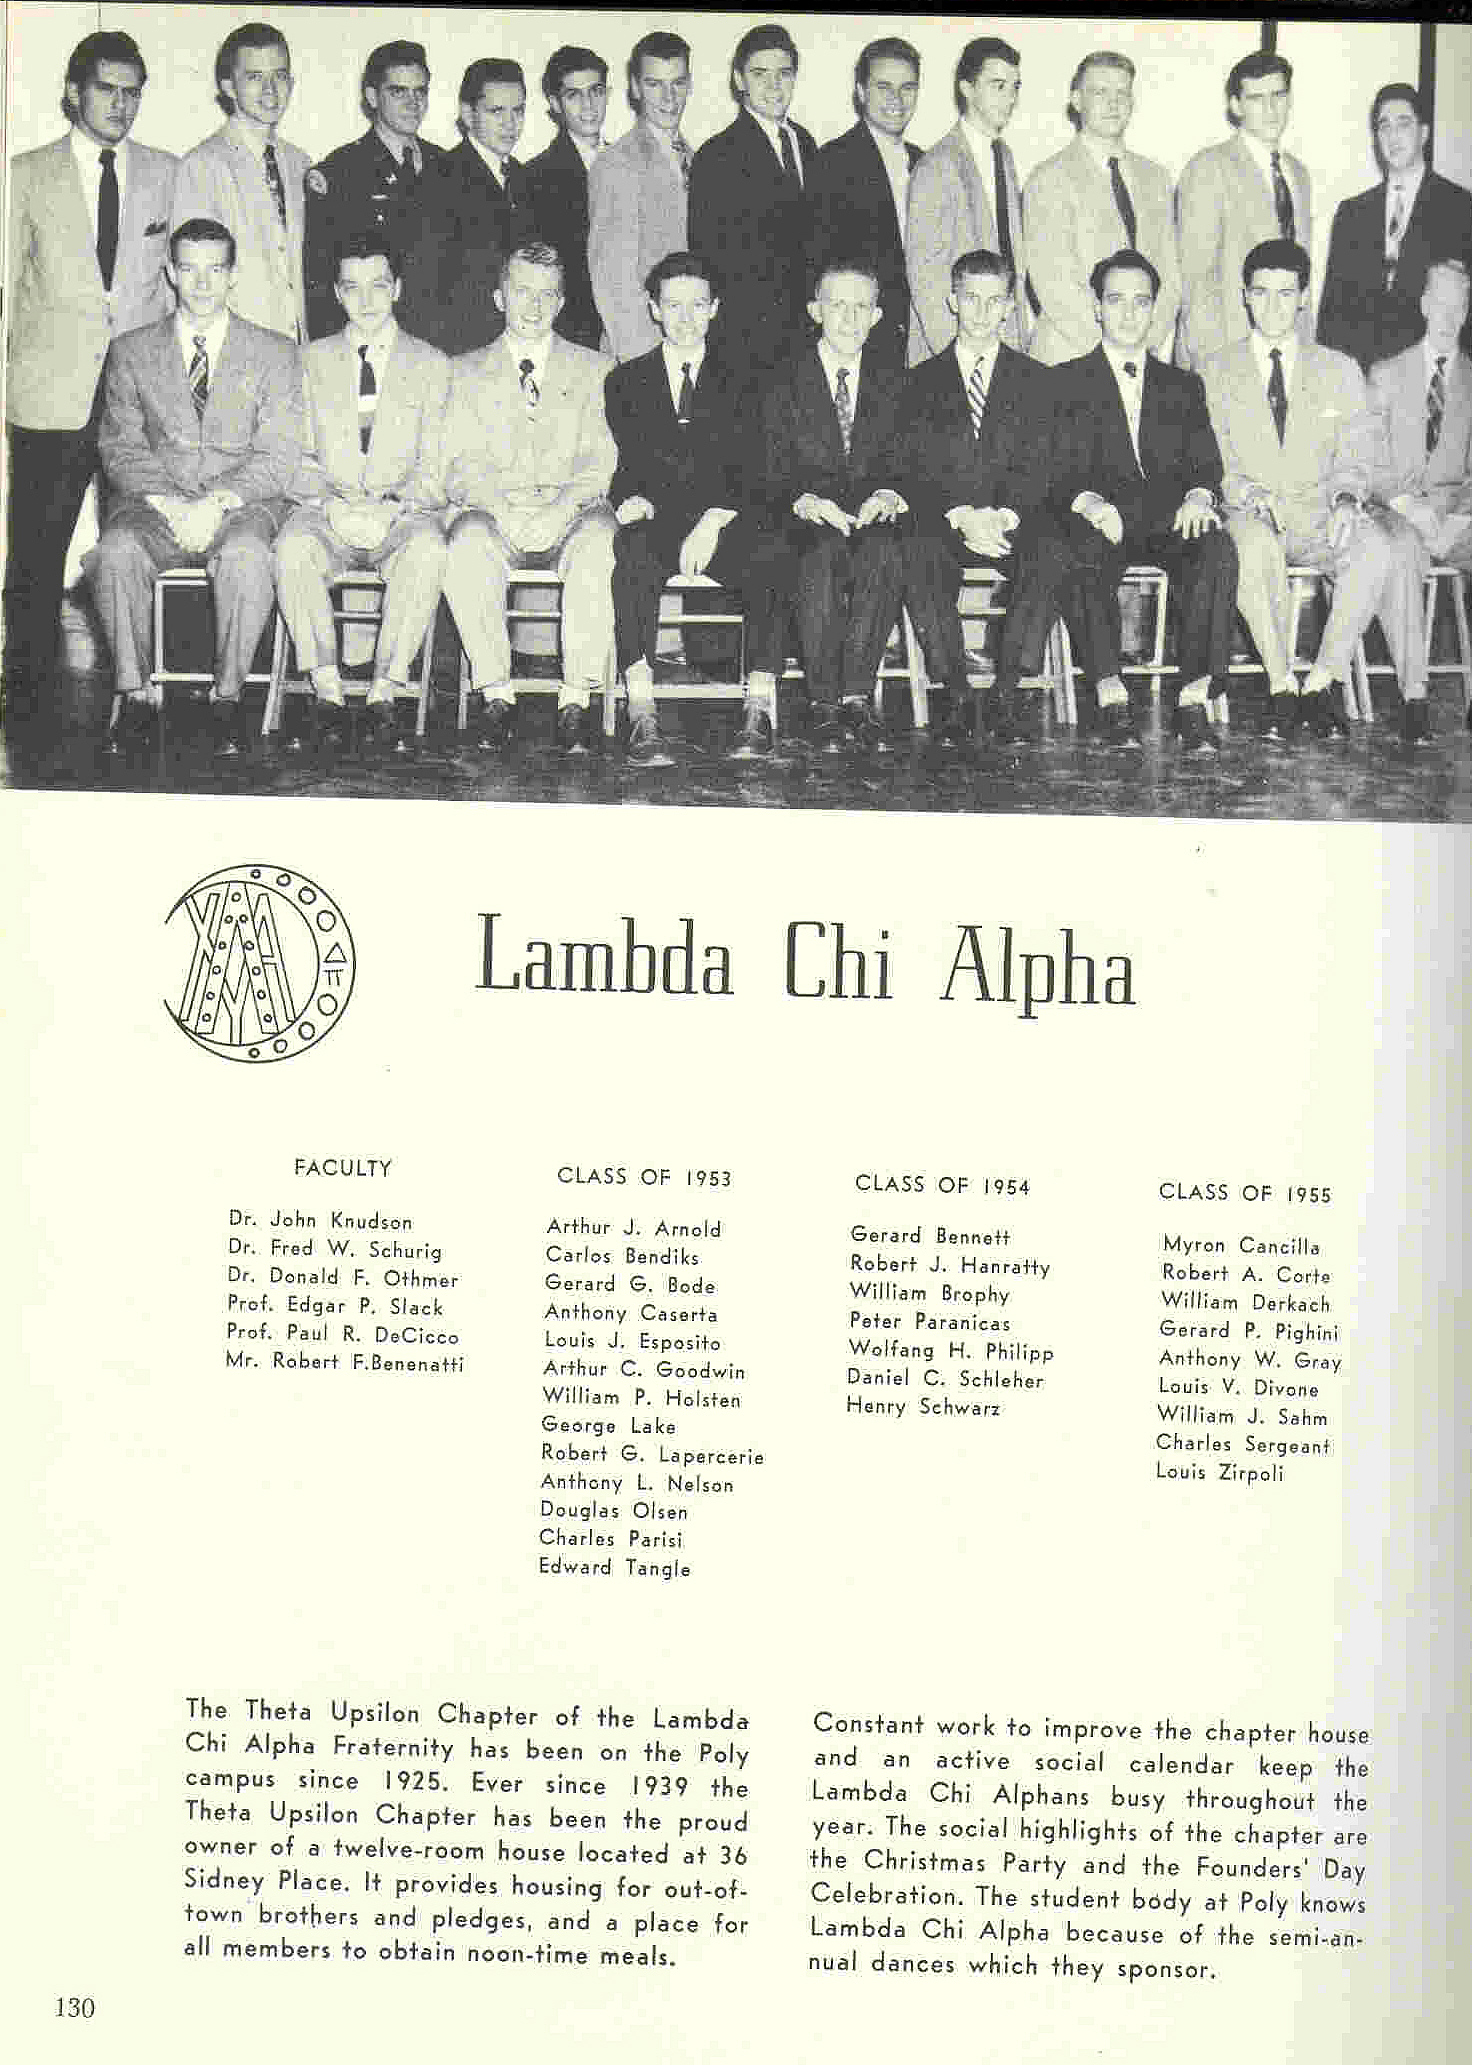 Lambda Chi Alpha
FACULTY
Dr. John Knudson
Dr. Fred W. Schurig
Dr. Donald F. Othmer
Prof. Edgar P. Slack
Prof. Paul R. DeCicco
Mr. Robert F.Benenatti
CLASS OF 1953
Arthur J. Arnold
Carlos Bendiks
Gerard G. Bode
Anthony Caserta
Louis J. Esposito
Arthur C. Goodwin
William P. Holsten
George Lake
Robert G. Lapercerie
Anthony L. Nelson
Douglas Olsen
Charles Parisi
Edward Tangle
CLASS OF 1954
Gerard Bennett
Robert J. Hanratty
William Brophy
Peter Paranicas
Wolfang H. Philipp
Daniel C. Schleher
Henry Schwarz
CLASS OF 1955
Myron Cancilla
Robert A. Corte
William Derkach
Gerard P. Pighini
Anthony W. Gray
Louis V. Divone
William J. Sahm
Charles Sergeant
Louis Zirpoli
The Theta Upsilon Chapter of the Lambda
Chi Alpha Fraternity has been on the Poly
campus since 1925. Ever since 1939 the
Theta Upsilon Chapter has been the proud
owner of a twelve-room house located at 36
Sidney Place. It provides housing for out-of-
town brothers and pledges, and a place for
all members to obtain noon-time meals.
Constant work to improve the chapter house
and an active social calendar keep the
Lambda Chi Alphans busy throughout the
year. The social highlights of the chapter are
the Christmas Party and the Founders' Day
Celebration. The student body at Poly knows
Lambda Chi Alpha because of the semi-an-
nual dances which they sponsor.
130